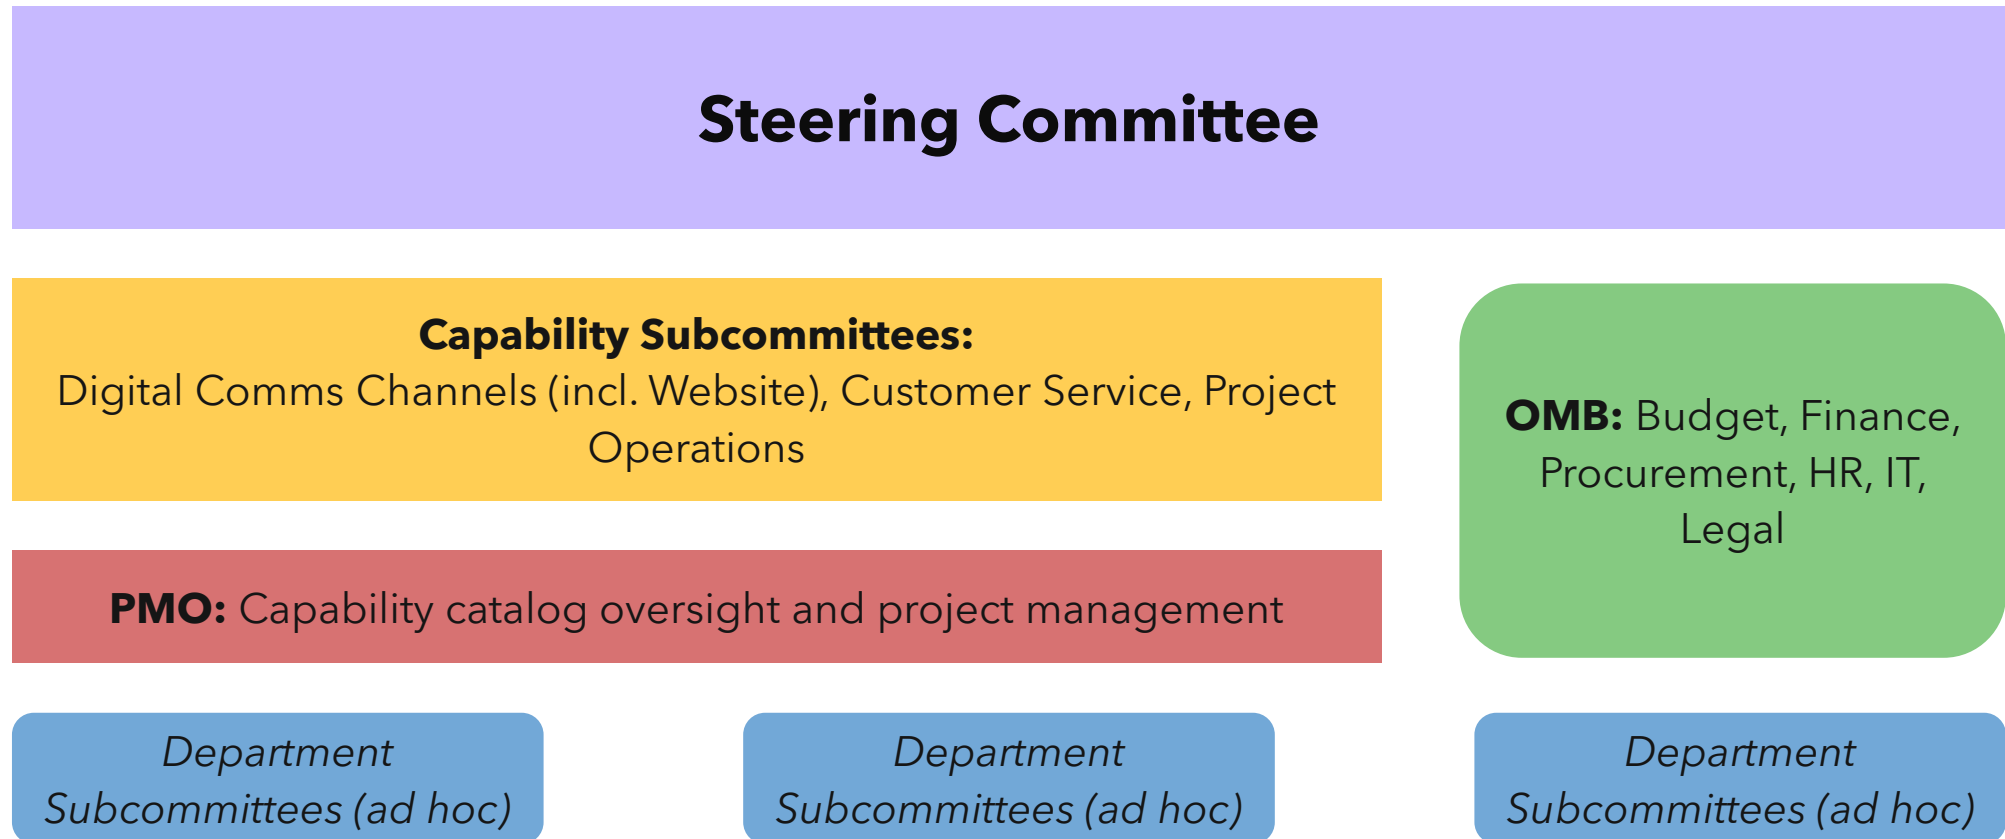 Steering Committee
Capability Subcommittees:
Digital Comms Channels (incl. Website), Customer Service, Project
Operations
OMB: Budget, Finance,
Procurement, HR, IT,
Legal
PMO: Capability catalog oversight and project management
Department
Subcommittees (ad hoc)
Department
Subcommittees (ad hoc)
Department
Subcommittees (ad hoc)